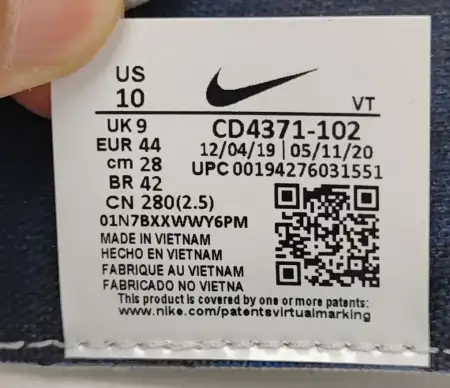 US
10
VT
UK 9
EUR 44
cm 28
BR 42
CN 280(2.5)
CD4371-102
12/04/19 | 05/11/20
UPC 00194276031551
01N7BXXWWY6PM
MADE IN VIETNAM
HECHO EN VIETNAM
FABRIQUE AU VIETNAM
FABRICADO NO VIETNA
This product is covered by one or more patents:
www.nike.com/patentsvirtualmarking